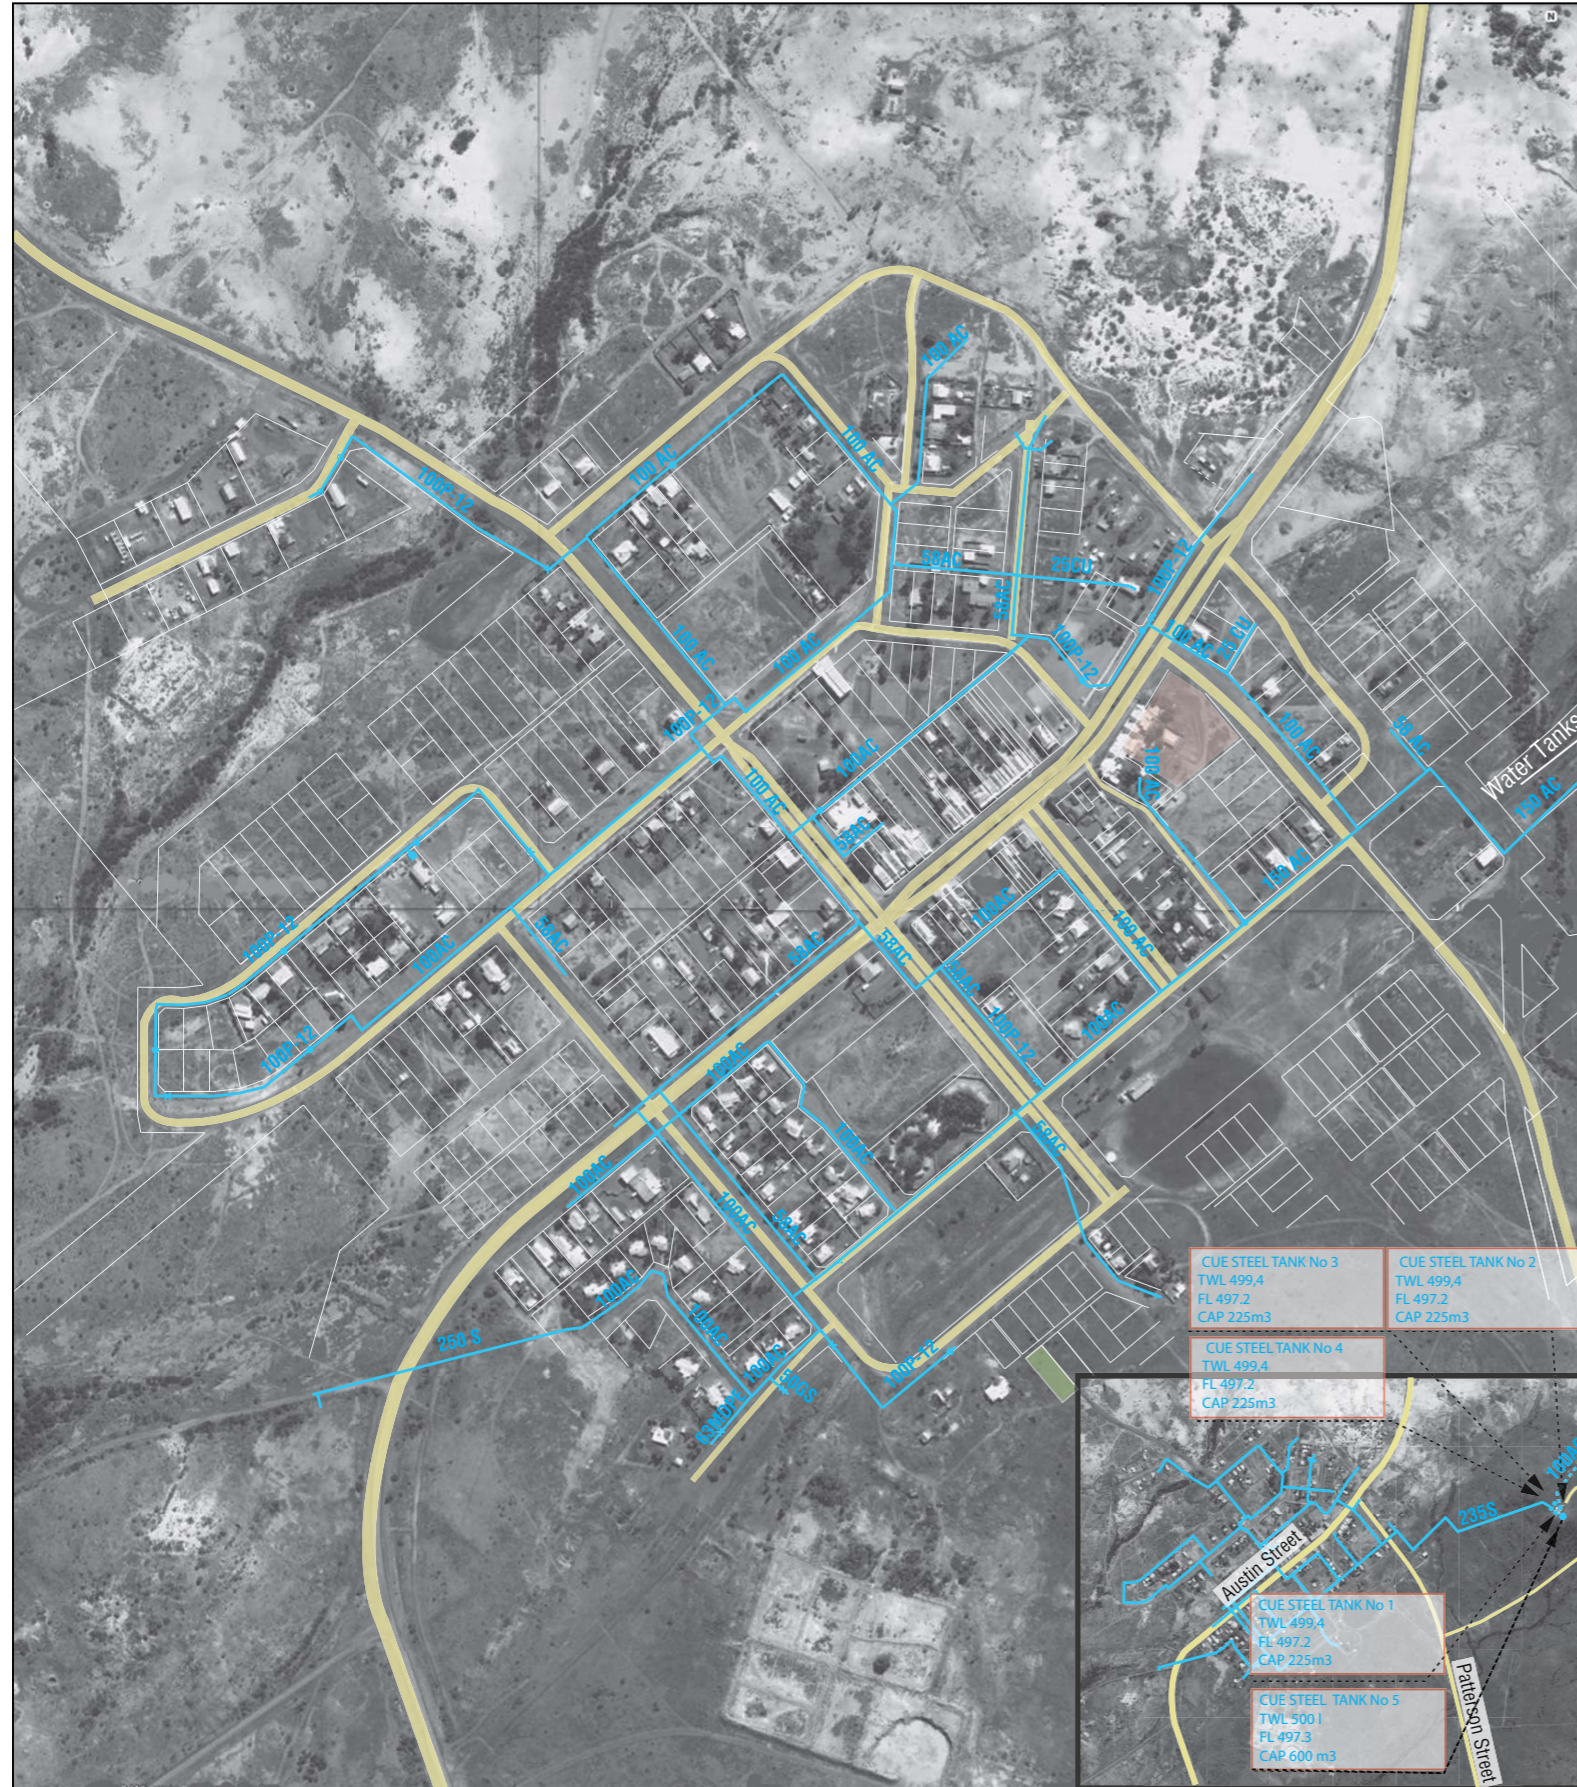 N
100 AC
100 AC
100 AC
100P-12
58AC
25CU
100P-12
58AC
100 AC
100 AC
100P-12
100 AC
25 CU
100P-12
100AC
100 AC
100 AC
58 AC
Water Tanks
150 AC
100 AC
58AC
150 AC
100P-12
100AC
58AC
58AC
58AC
100AC
100 AC
58AC
100P-12
100AC
100P-12
100AC
100AC
58AC
100AC
100AC
58AC
250 S
100AC
100AC
100AC
50GS
63MDPE
100P-12
CUE STEEL TANK No 3
TWL 499,4
FL 497.2
CAP 225m3
CUE STEEL TANK No 2
TWL 499,4
FL 497.2
CAP 225m3
CUE STEEL TANK No 4
TWL 499,4
FL 497.2
CAP 225m3
100AC
235S
Austin Street
CUE STEEL TANK No 1
TWL 499,4
FL 497.2
CAP 225m3
CUE STEEL TANK No 5
TWL 500 I
FL 497.3
CAP 600 m3
Patterson Street